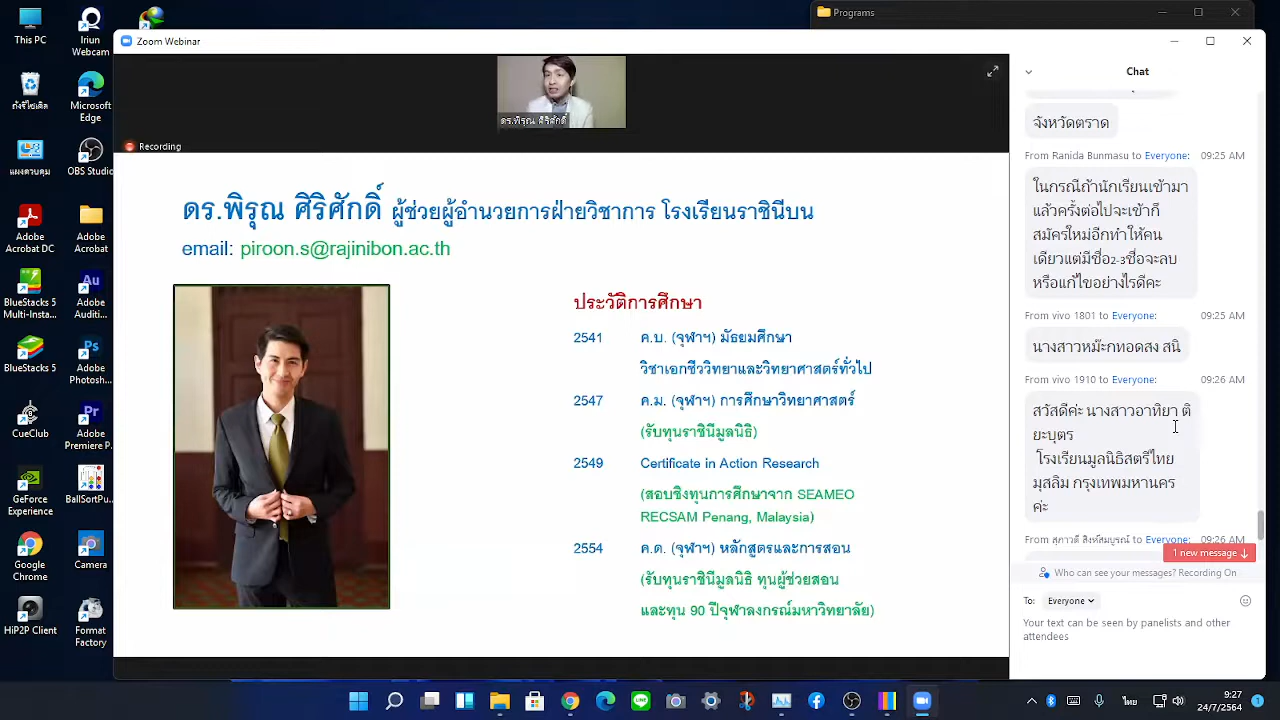 This PC
Iriun
Webcam
Programs
Zoom Webinar
รีไซเคิลบิน
Microsoft
Edge
แผงควบคุม
OBS Studio
Adobe
Acrobat DC
Adobe
Acrobat
BlueStacks 5
Multi-Insta...
Adobe
Auditi...
BlueStacks X
Adobe
Photosh...
CueClub
Adobe
Premiere P...
GeForce
Experience
BallSortPu...
Google
Chrome
Camera
HiP2P Client
Format
Factory
ดร.พิรุณ ศิริศักดิ์
Recording
ดร.พิรุณ ศิริศักดิ์ ผู้ช่วยผู้อำนวยการฝ่ายวิชาการ โรงเรียนราชินีบน
email: piroon.s@rajinibon.ac.th
ประวัติการศึกษา
2541 ค.บ. (จุฬาฯ) มัธยมศึกษา
วิชาเอกชีววิทยาและวิทยาศาสตร์ทั่วไป
2547 ค.ม. (จุฬาฯ) การศึกษาวิทยาศาสตร์
(รับทุนราชินีมูลนิธิ)
2549 Certificate in Action Research
(สอบชิงทุนการศึกษาจาก SEAMEO
RECSAM Penang, Malaysia)
2554 ค.ด. (จุฬาฯ) หลักสูตรและการสอน
(รับทุนราชินีมูลนิธิ ทุนผู้ช่วยสอน
และทุน 90 ปีจุฬาลงกรณ์มหาวิทยาลัย)
Chat
จังหวัดตราด
From Ranida Bunmasu to Everyone: 09:25 AM
ในกรณีถ้านักเรียนเข้ามา
แล้วครั้งต่อไปจะเข้าก็
สมัครใหม่อีกทำให้คน
เดียวแต่มีชื่อ2-3ชื่อจะลบ
หรือแก้ไขอย่างไรดีคะ
From vivo 1801 to Everyone: 09:25 AM
From vivo 1910 to Everyone: 09:26 AM
สวัสดีค่ะ นางสาวอาทิยา ติ
ยะบุตร
โรงเรียนมูลนิธิสตรีไทย
มุสลิม กรุงเทพมหานคร
ค่ะ
From สุภาวดี สิงห์สมบูรณ์ to Everyone: 09:26 AM
1 new message ↓
Who can see your messages? Recording On
To: Everyone
Your text can be seen by panelists and other
attendees
ไทย
9:27
24/7/2564
1